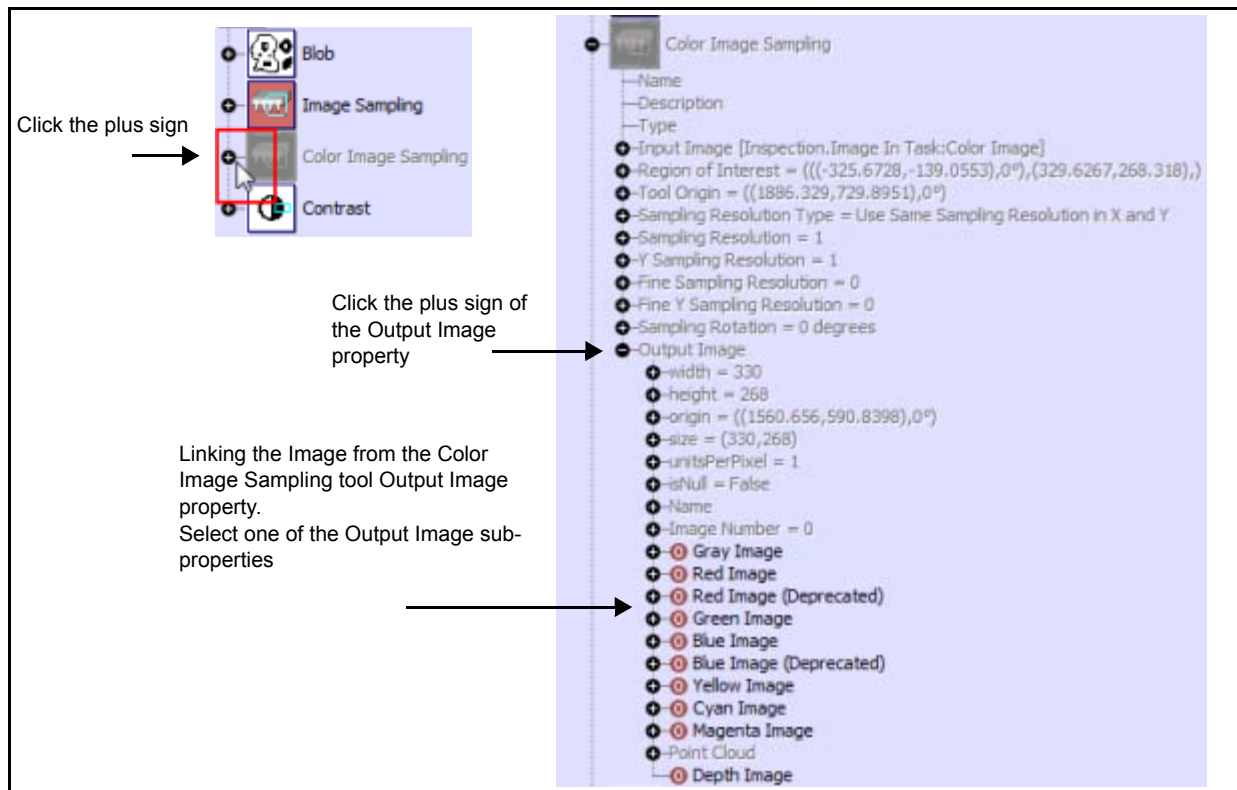 Blob
Image Sampling
Click the plus sign
Color Image Sampling
Contrast
Color Image Sampling
Name
Description
Type
Input Image [Inspection.Image In Task:Color Image]
Region of Interest = (((-325.6728,-139.0553),0°),(329.6267,268.318),)
Tool Origin = ((1886.329,729.8951),0°)
Sampling Resolution Type = Use Same Sampling Resolution in X and Y
Sampling Resolution = 1
Y Sampling Resolution = 1
Fine Sampling Resolution = 0
Fine Y Sampling Resolution = 0
Sampling Rotation = 0 degrees
Click the plus sign of
the Output Image
property
Output Image
width = 330
height = 268
origin = ((1560.656,590.8398),0°)
size = (330,268)
unitsPerPixel = 1
isNull = False
Name
Image Number = 0
Linking the Image from the Color
Image Sampling tool Output Image
property.
Select one of the Output Image sub-
properties
Gray Image
Red Image
Red Image (Deprecated)
Green Image
Blue Image
Blue Image (Deprecated)
Yellow Image
Cyan Image
Magenta Image
Point Cloud
Depth Image